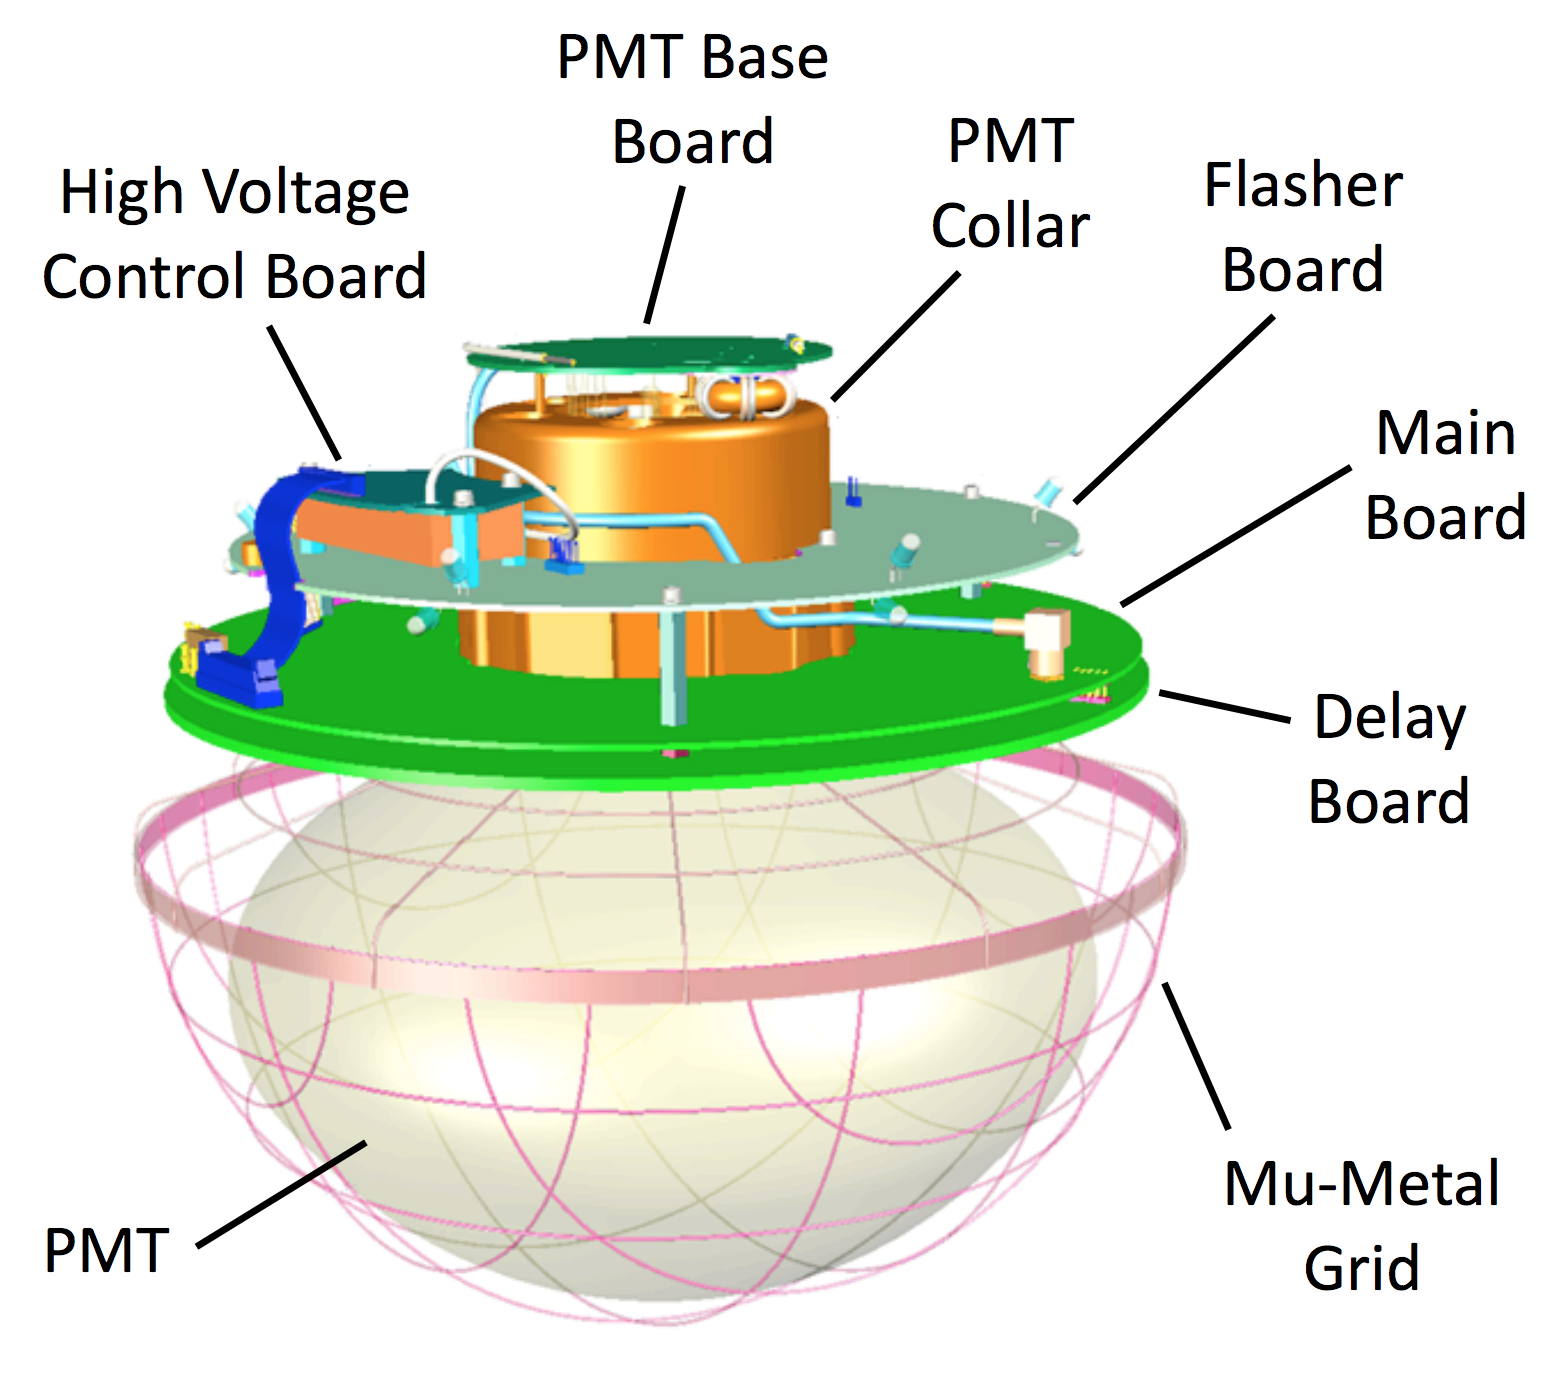 PMT Base
Board
PMT
Collar
High Voltage
Control Board
Flasher
Board
Main
Board
Delay
Board
Mu-Metal
Grid
PMT